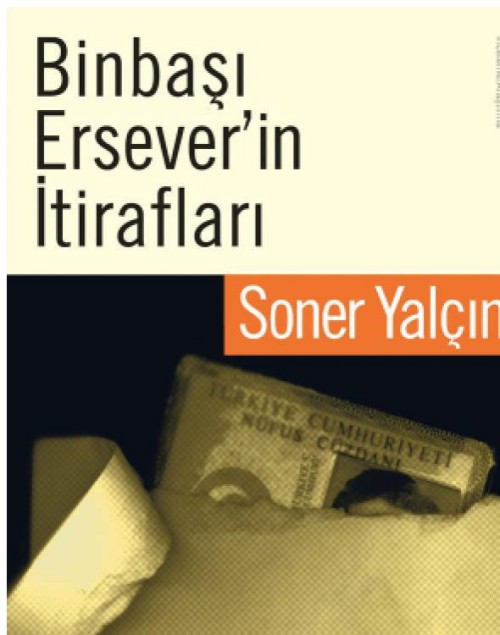 Binbaşı
Ersever’in
İtirafları
Soner Yalçın
TÜRKİYE CUMHURİYETİ
NÜFUS CÜZDANI